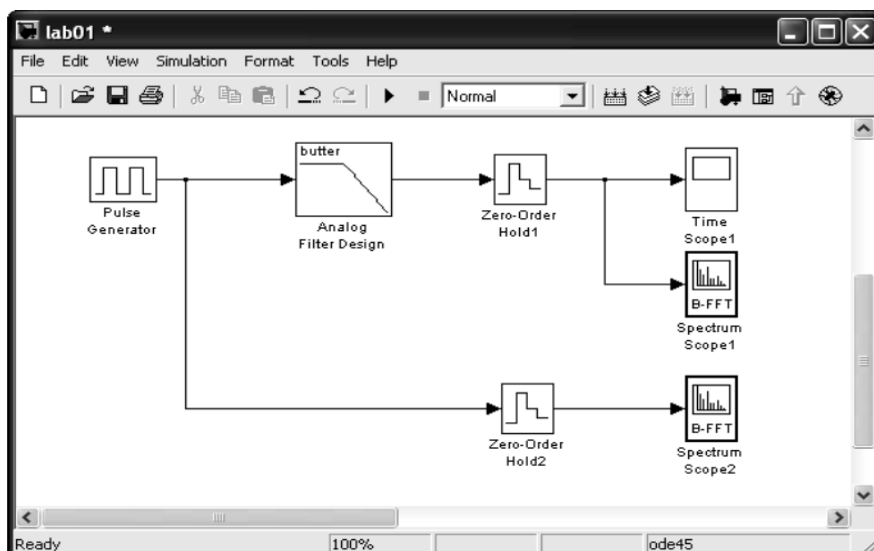 lab01 *
File Edit View Simulation Format Tools Help
Normal
butter
Pulse
Generator
Analog
Filter Design
Zero-Order
Hold1
Time
Scope1
B-FFT
Spectrum
Scope1
Zero-Order
Hold2
B-FFT
Spectrum
Scope2
Ready 100% ode45